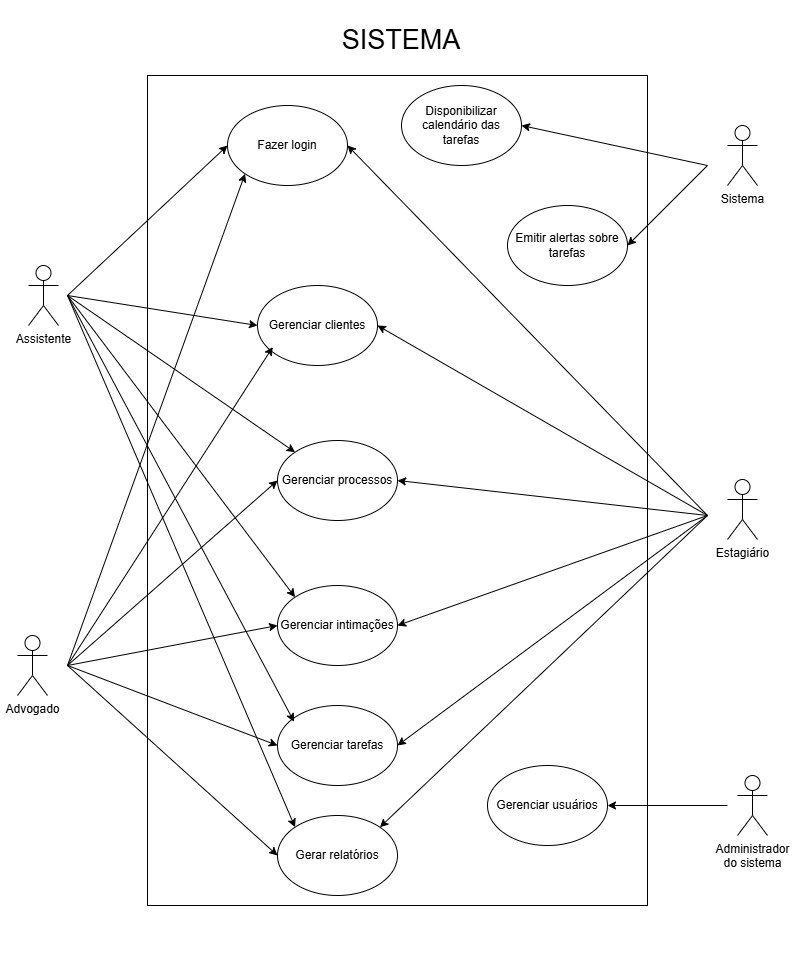 SISTEMA
Disponibilizar
calendário das
tarefas
Fazer login
Sistema
Emitir alertas sobre
tarefas
Assistente
Gerenciar clientes
Gerenciar processos
Estagiário
Gerenciar intimações
Advogado
Gerenciar tarefas
Gerenciar usuários
Administrador
do sistema
Gerar relatórios